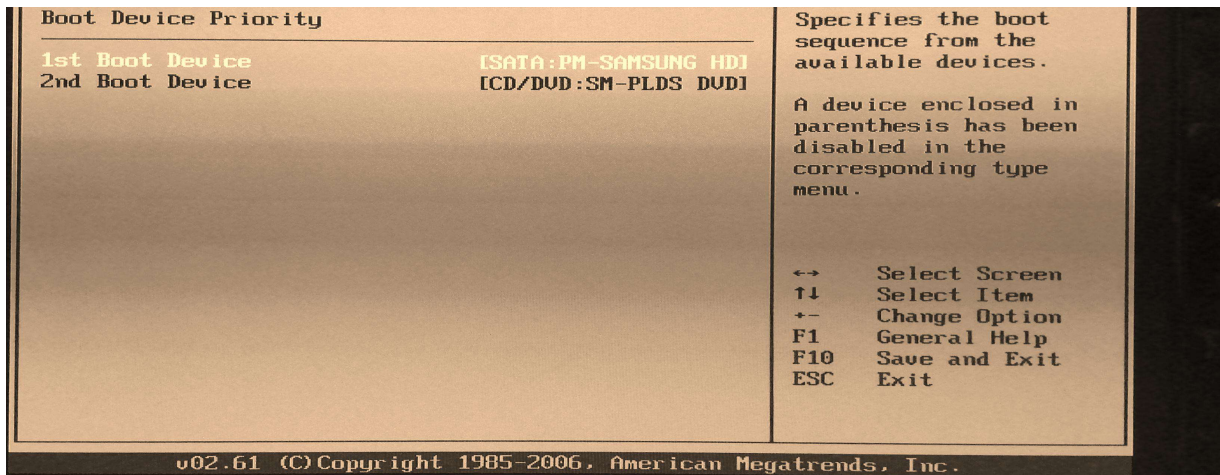 Boot Device Priority
1st Boot Device [SATA:PM-SAMSUNG HD]
2nd Boot Device [CD/DVD:SM-PLDS DVD]
Specifies the boot
sequence from the
available devices.
A device enclosed in
parenthesis has been
disabled in the
corresponding type
menu.
←→ Select Screen
↑↓ Select Item
+- Change Option
F1 General Help
F10 Save and Exit
ESC Exit
v02.61 (C)Copyright 1985-2006, American Megatrends, Inc.